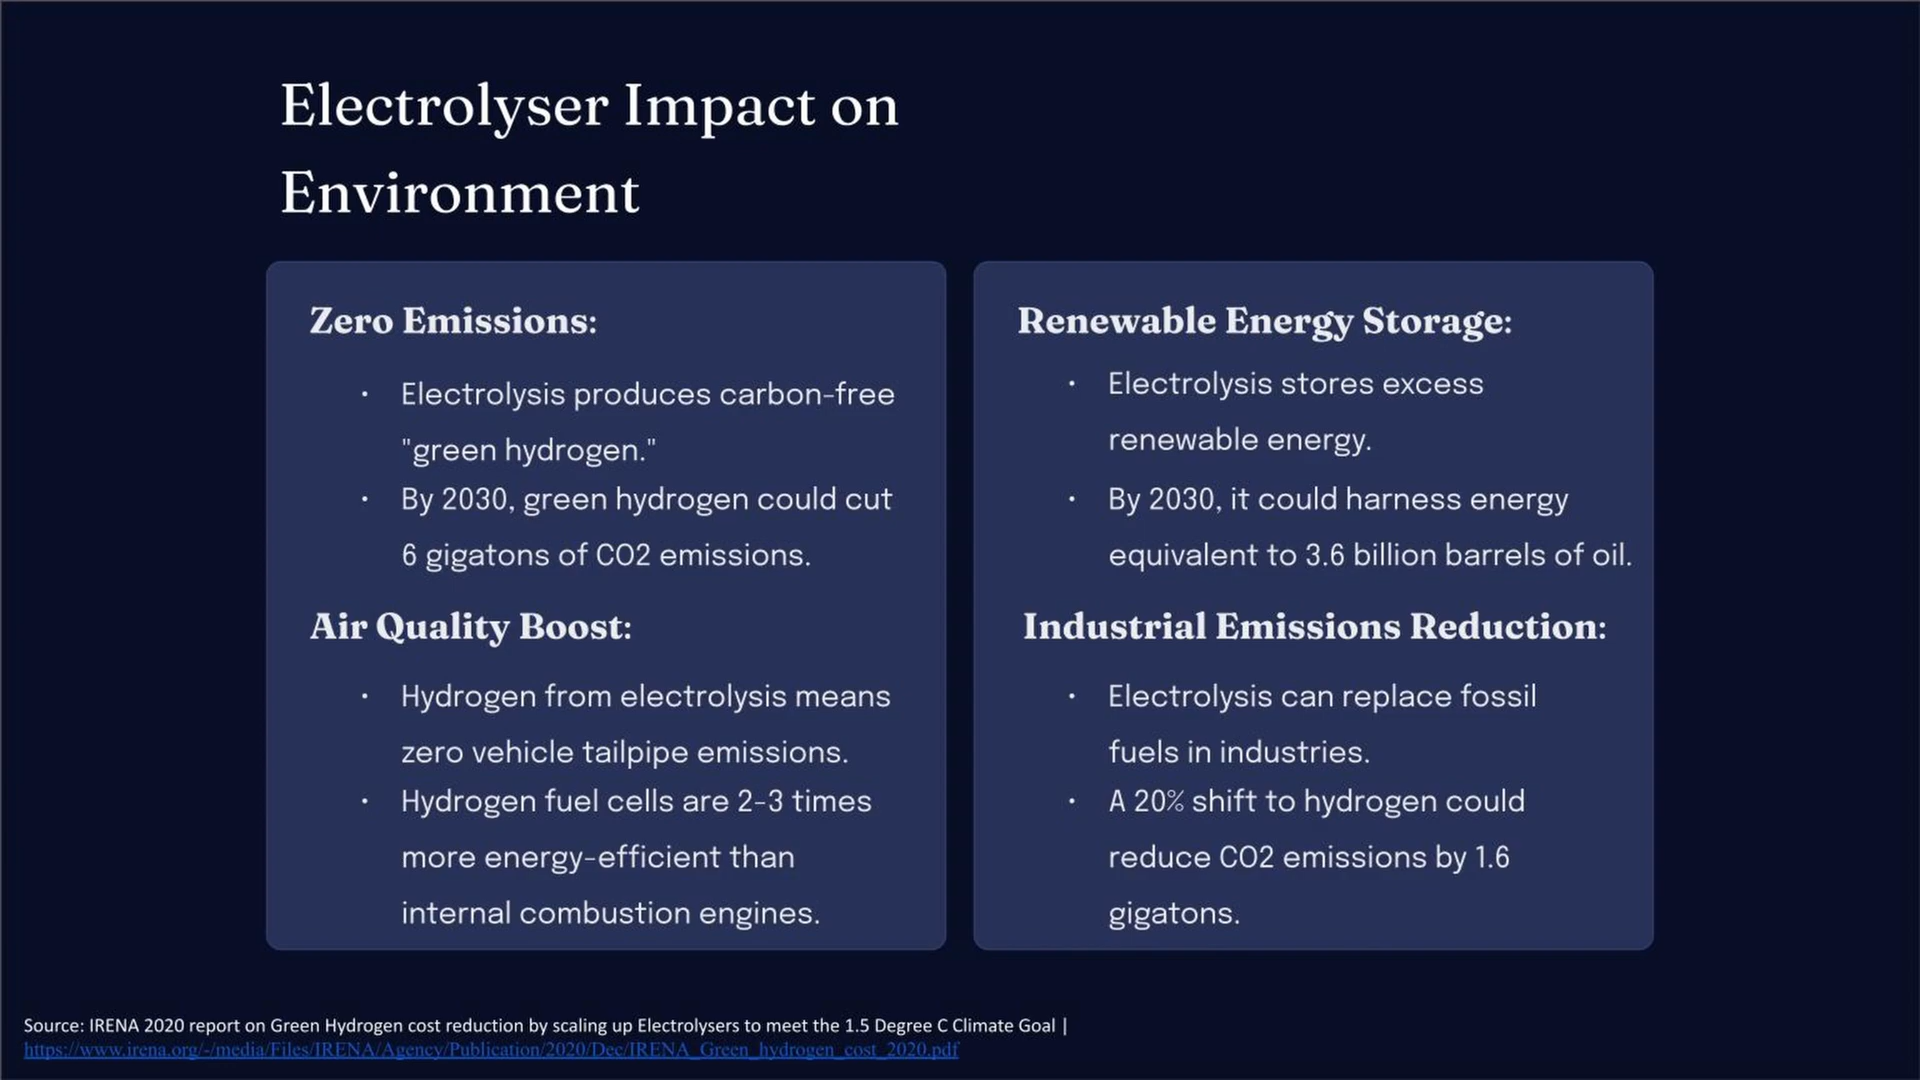 Electrolyser Impact on
Environment
Zero Emissions:
• Electrolysis produces carbon-free
"green hydrogen."
• By 2030, green hydrogen could cut
6 gigatons of CO2 emissions.
Air Quality Boost:
• Hydrogen from electrolysis means
zero vehicle tailpipe emissions.
• Hydrogen fuel cells are 2-3 times
more energy-efficient than
internal combustion engines.
Renewable Energy Storage:
• Electrolysis stores excess
renewable energy.
• By 2030, it could harness energy
equivalent to 3.6 billion barrels of oil.
Industrial Emissions Reduction:
• Electrolysis can replace fossil
fuels in industries.
• A 20% shift to hydrogen could
reduce CO2 emissions by 1.6
gigatons.
Source: IRENA 2020 report on Green Hydrogen cost reduction by scaling up Electrolysers to meet the 1.5 Degree C Climate Goal |
https://www.irena.org/-/media/Files/IRENA/Agency/Publication/2020/Dec/IRENA_Green_hydrogen_cost_2020.pdf